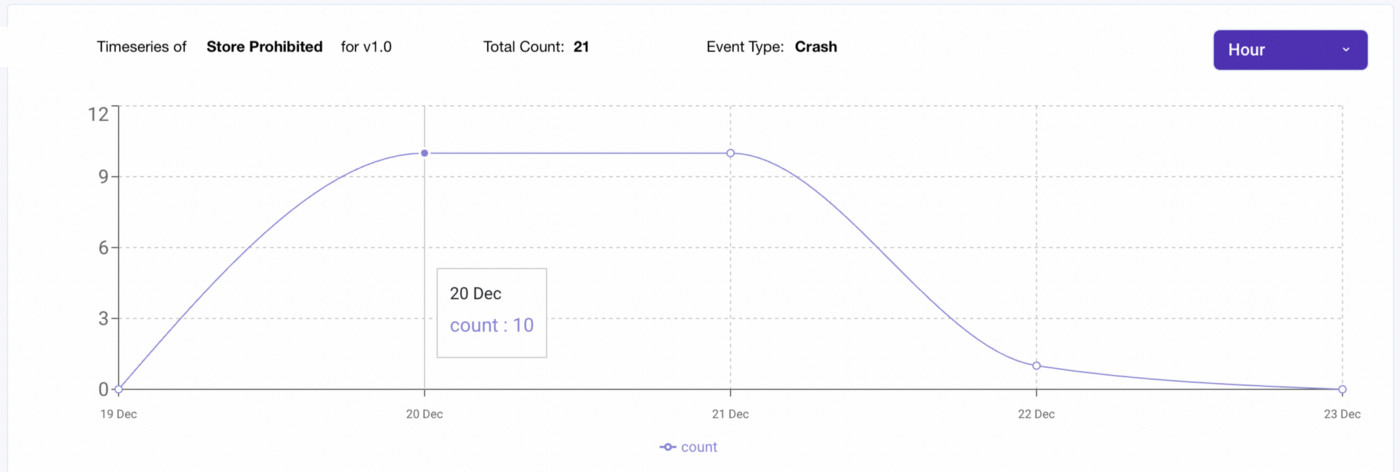 Timeseries of Store Prohibited for v1.0 Total Count: 21 Event Type: Crash Hour
12
9
6
3
0
20 Dec
count : 10
19 Dec 20 Dec 21 Dec 22 Dec 23 Dec
count